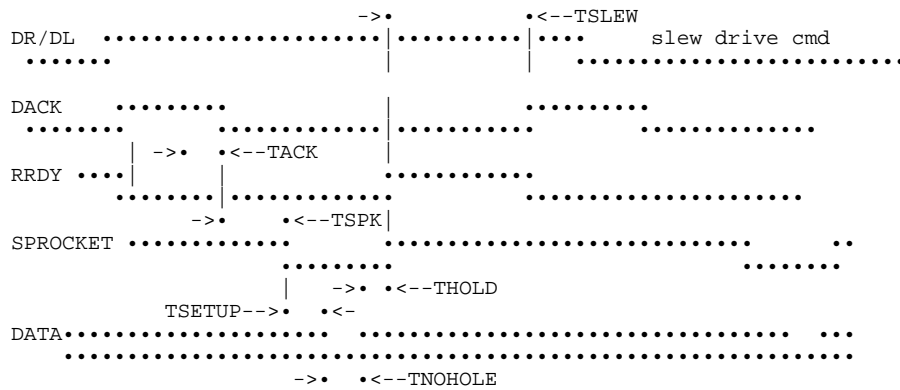 ->• •<--TSLEW
DR/DL ••••••••••••••••••••••••••••••••|••••••••••|•••• slew drive cmd
••••••• | | ••••••••••••••••••••••••••
DACK ••••••••• | ••••••••••
•••••••• ••••••••••••••|•••••••••••• ••••••••••••••
| ->• •<--TACK |
RRDY ••••| | ••••••••••••
••••••••|•••••••••••••• ••••••••••••••••••••••
->• •<--TSPK|
SPROCKET •••••••••••••• •••••••••••••••••••••••••••• ••
••••••••• ••••••••
| ->• •<--THOLD
TSETUP-->• •<-
DATA•••••••••••••••••••• •••••••••••••••••••••••••••••••••• •••
••••••••••••••••••••••••••••••••••••••••••••••••••••••••••••••
->• •<--TNOHOLE